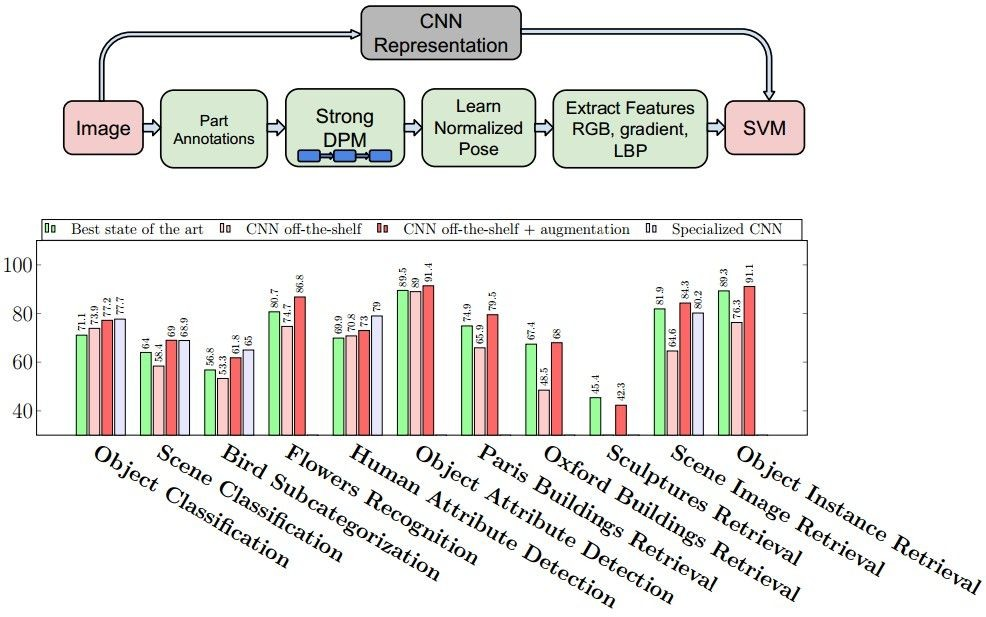 CNN
Representation
Image
Part
Annotations
Strong
DPM
Learn
Normalized
Pose
Extract Features
RGB, gradient,
LBP
SVM
Best state of the art CNN off-the-shelf CNN off-the-shelf + augmentation Specialized CNN
100
80
60
40
71.1 73.9 77.2 77.7
64 58.4 69 68.9
56.8 53.3 61.8 65
80.7 74.7 86.8
69.9 70.8 73 79
89.5 89 91.4
74.9 65.9 79.5
67.4 48.5 68
45.4 42.3
81.9 64.6 84.3 80.2
89.3 76.3 91.1
Object Classification
Scene Classification
Bird Subcategorization
Flowers Recognition
Human Attribute Detection
Object Attribute Detection
Paris Buildings Retrieval
Oxford Buildings Retrieval
Sculptures Retrieval
Scene Image Retrieval
Object Instance Retrieval